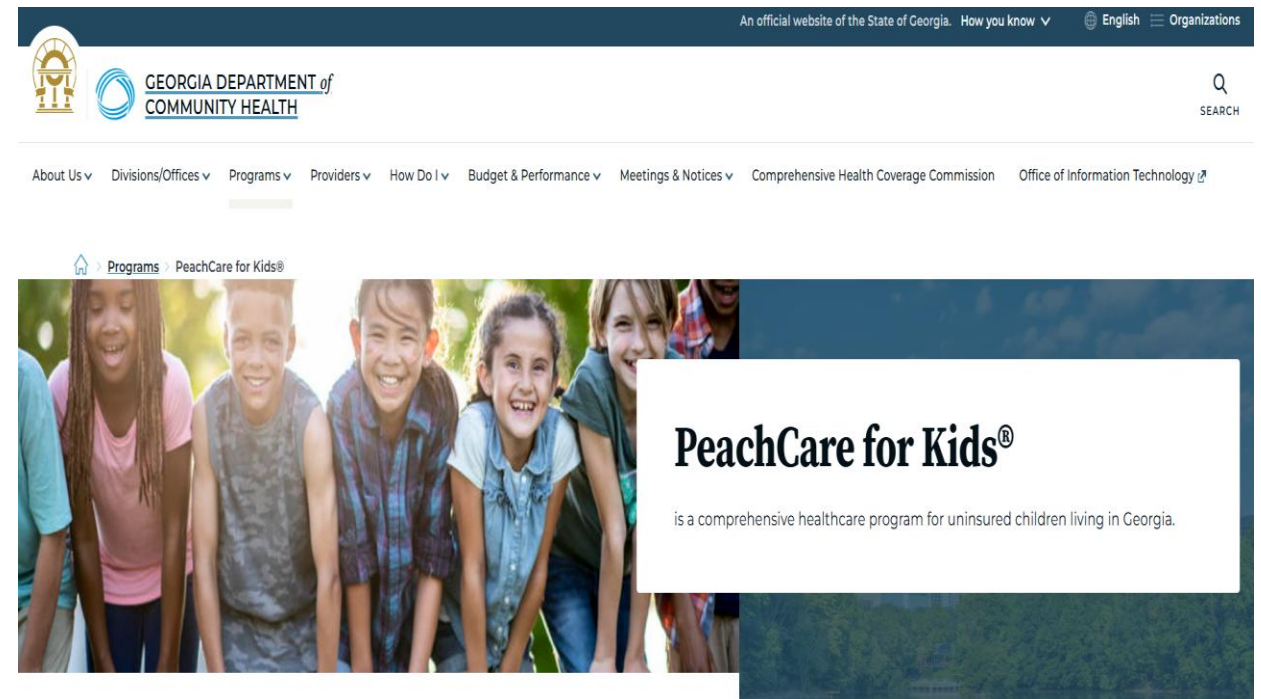 An official website of the State of Georgia. How you know
English
Organizations
GEORGIA DEPARTMENT of
COMMUNITY HEALTH
SEARCH
About Us
Divisions/Offices
Programs
Providers
How Do I
Budget & Performance
Meetings & Notices
Comprehensive Health Coverage Commission
Office of Information Technology
Programs > PeachCare for Kids®
PeachCare for Kids®
is a comprehensive healthcare program for uninsured children living in Georgia.